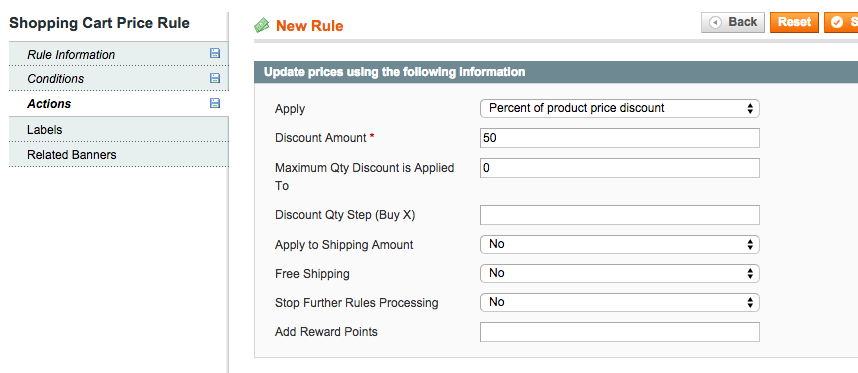 Shopping Cart Price Rule
Rule Information
Conditions
Actions
Labels
Related Banners
New Rule
Back
Reset
S
Update prices using the following information
Apply
Percent of product price discount
Discount Amount *
50
Maximum Qty Discount is Applied
To
0
Discount Qty Step (Buy X)
Apply to Shipping Amount
No
Free Shipping
No
Stop Further Rules Processing
No
Add Reward Points